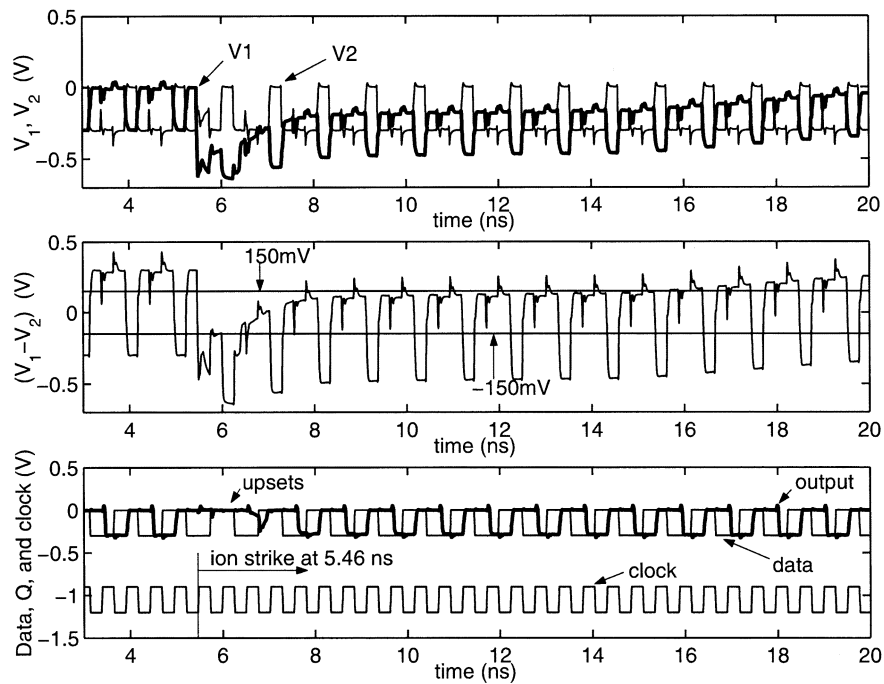 0.5
V1
V2
0
−0.5
V₁, V₂ (V)
4 6 8 10 12 14 16 18 20
time (ns)
0.5
150mV
0
−0.5
−150mV
(V₁−V₂) (V)
4 6 8 10 12 14 16 18 20
time (ns)
0.5
upsets
output
0
−0.5
ion strike at 5.46 ns
data
clock
−1
−1.5
Data, Q, and clock (V)
4 6 8 10 12 14 16 18 20
time (ns)